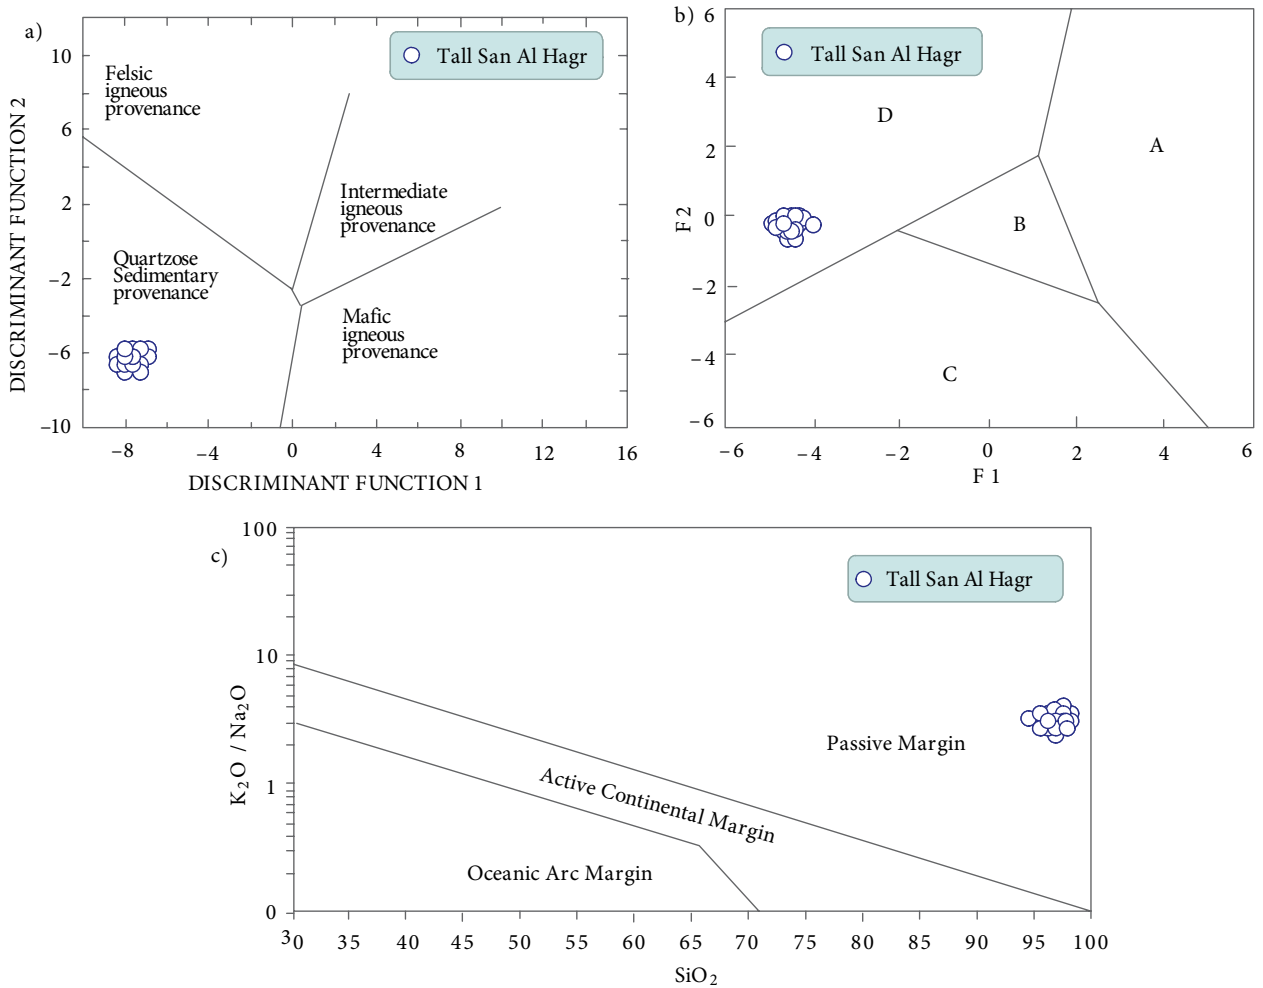 a)
Tall San Al Hagr
Felsic
igneous
provenance
Intermediate
igneous
provenance
Quartzose
Sedimentary
provenance
Mafic
igneous
provenance
10
6
2
−2
−6
−10
DISCRIMINANT FUNCTION 2
−8
−4
0
4
8
12
16
DISCRIMINANT FUNCTION 1
b)
Tall San Al Hagr
D
A
B
C
6
4
2
0
−2
−4
−6
F 2
−6
−4
−2
0
2
4
6
F 1
c)
Tall San Al Hagr
Passive Margin
Active Continental Margin
Oceanic Arc Margin
100
10
1
0
K₂O / Na₂O
30
35
40
45
50
55
60
65
70
75
80
85
90
95
100
SiO₂